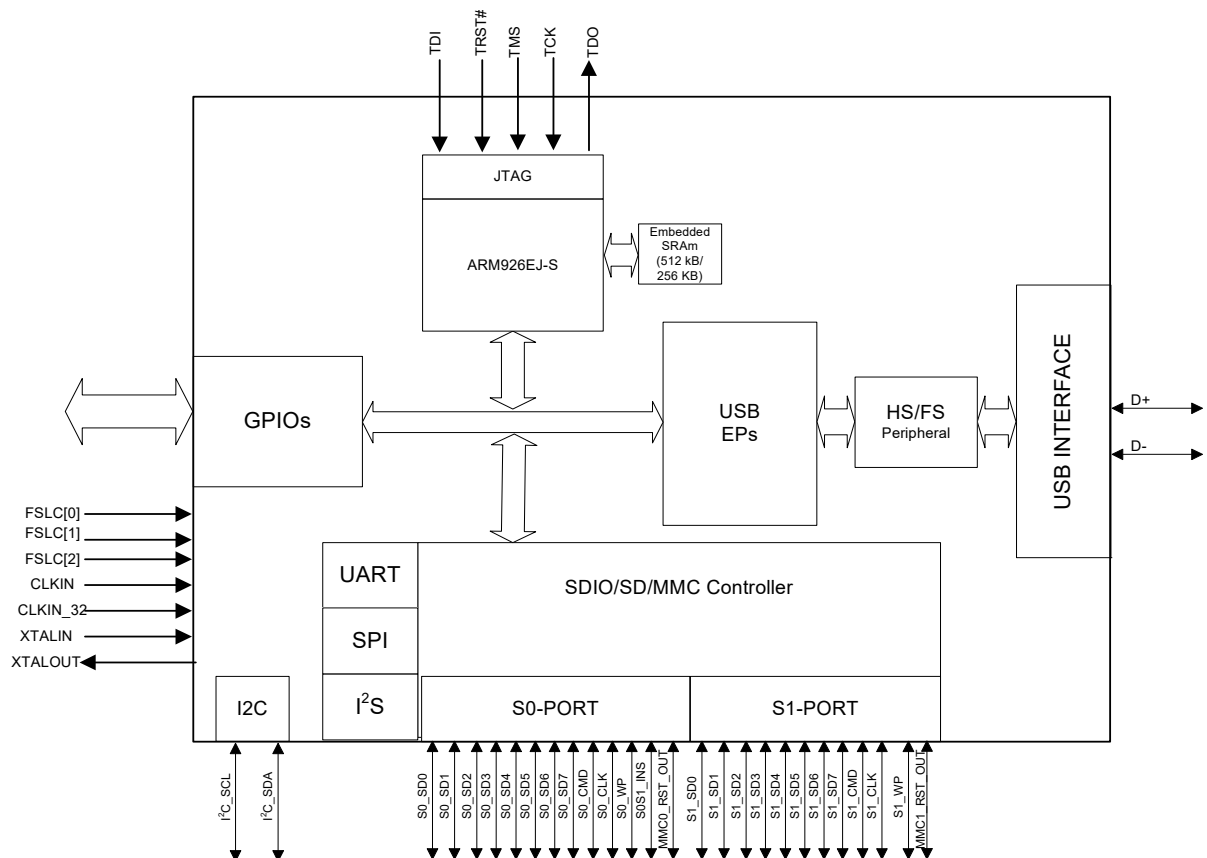 TDI
TRST#
TMS
TCK
TDO
JTAG
ARM926EJ-S
Embedded
SRAm
(512 kB/
256 KB)
GPIOs
USB
EPs
HS/FS
Peripheral
USB INTERFACE
D+
D-
FSLC[0]
FSLC[1]
FSLC[2]
CLKIN
CLKIN_32
XTALIN
XTALOUT
UART
SPI
I²S
SDIO/SD/MMC Controller
I2C
S0-PORT
S1-PORT
I²C_SCL
I²C_SDA
S0_SD0
S0_SD1
S0_SD2
S0_SD3
S0_SD4
S0_SD5
S0_SD6
S0_SD7
S0_CMD
S0_CLK
S0_WP
S0S1_INS
MMC0_RST_OUT
S1_SD0
S1_SD1
S1_SD2
S1_SD3
S1_SD4
S1_SD5
S1_SD6
S1_SD7
S1_CMD
S1_CLK
S1_WP
MMC1_RST_OUT